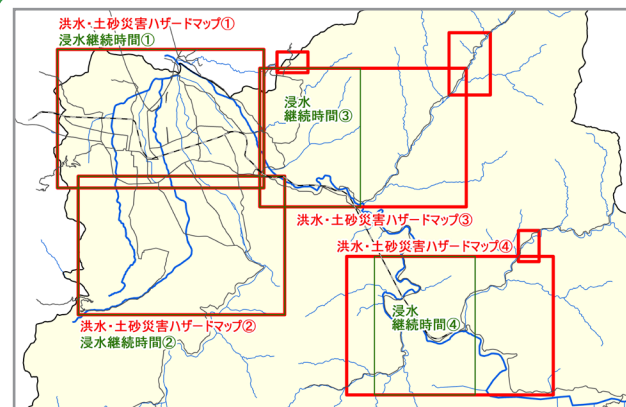 洪水・土砂災害ハザードマップ①
浸水継続時間①
浸水
継続時間③
洪水・土砂災害ハザードマップ③
洪水・土砂災害ハザードマップ④
浸水
継続時間④
洪水・土砂災害ハザードマップ②
浸水継続時間②